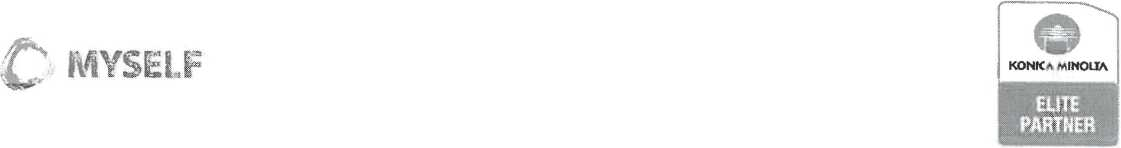 MYSELF
KONICA MINOLTA
ELITE
PARTNER